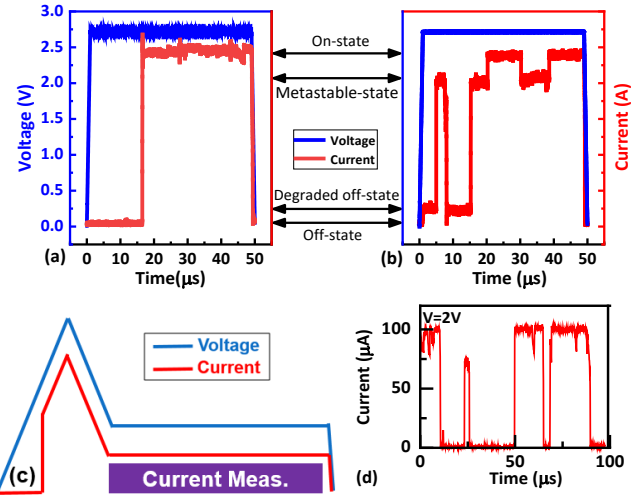 3.0
2.5
2.0
1.5
1.0
0.5
0.0
Voltage (V)
0 10 20 30 40 50
(a)
Time(μs)
On-state
Metastable-state
Voltage
Current
Degraded off-state
Off-state
0 10 20 30 40 50
(b)
Time (μs)
Current (A)
Voltage
Current
(c)
Current Meas.
V=2V
100
50
0
Current (μA)
0 50 100
(d)
Time (μs)